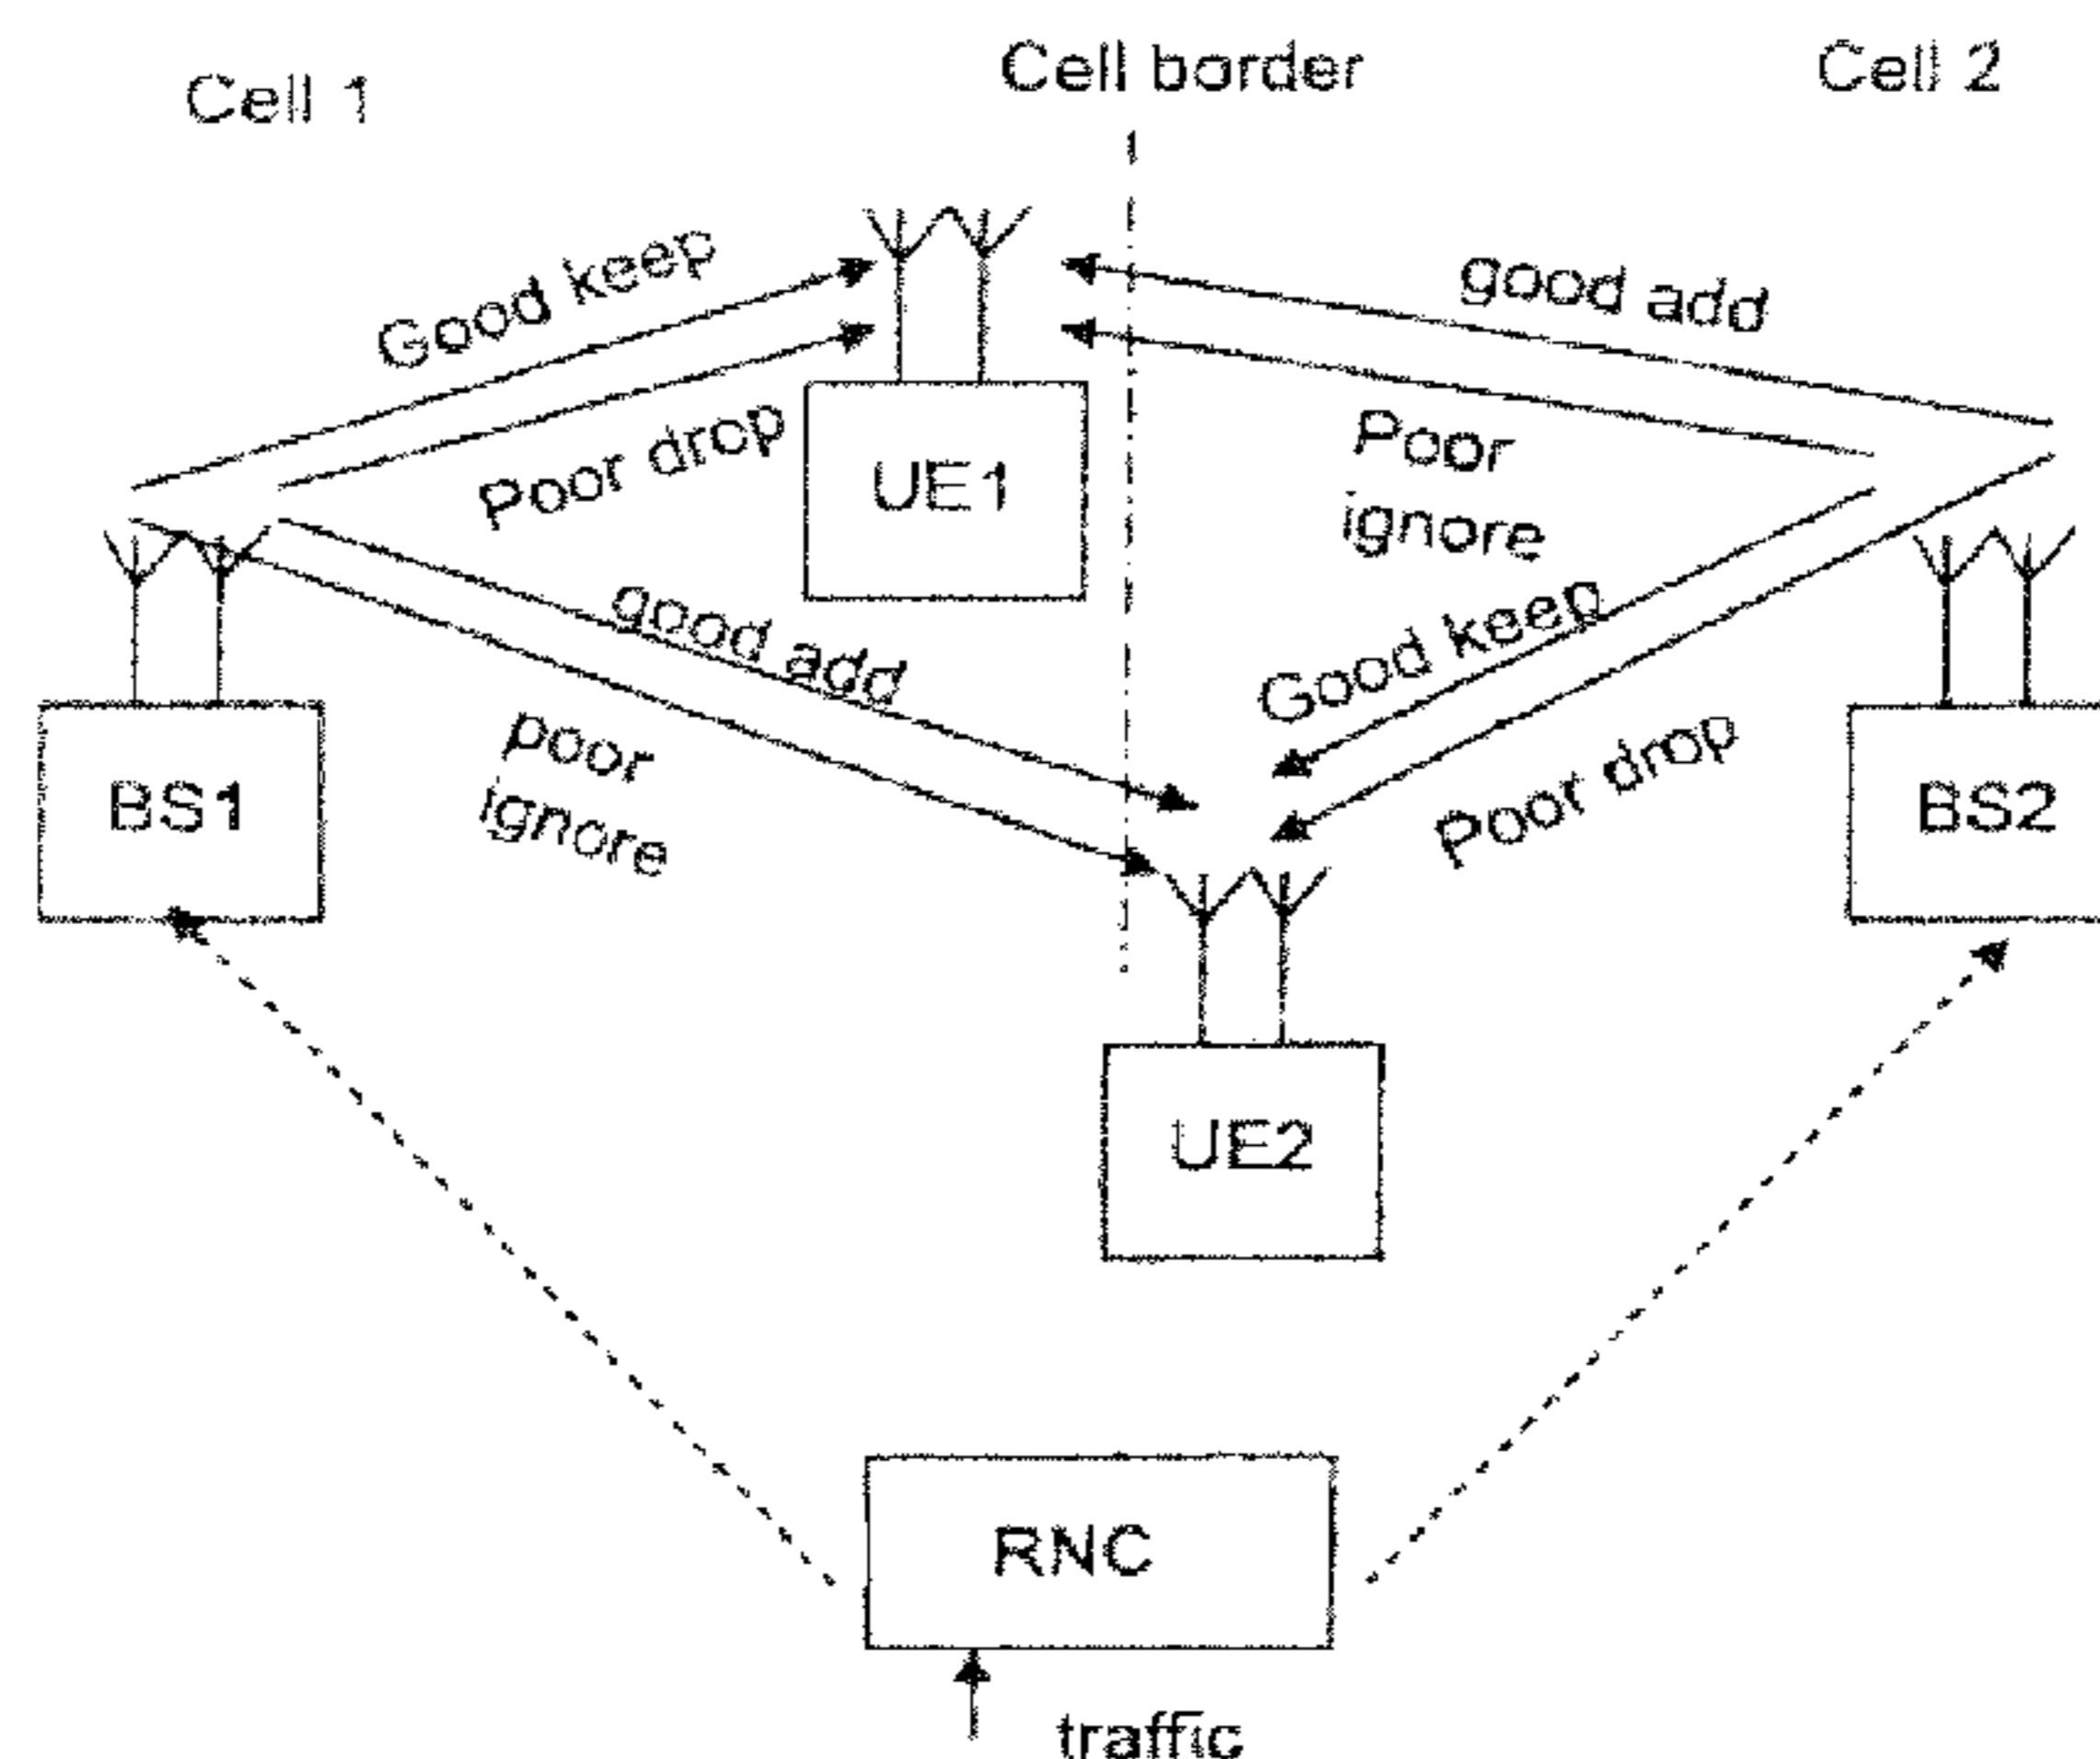 Cell 1
Cell border
Cell 2
Good keep
good add
Poor drop
UE1
Poor
ignore
good add
Good keep
poor
ignore
BS1
Poor drop
BS2
UE2
RNC
traffic